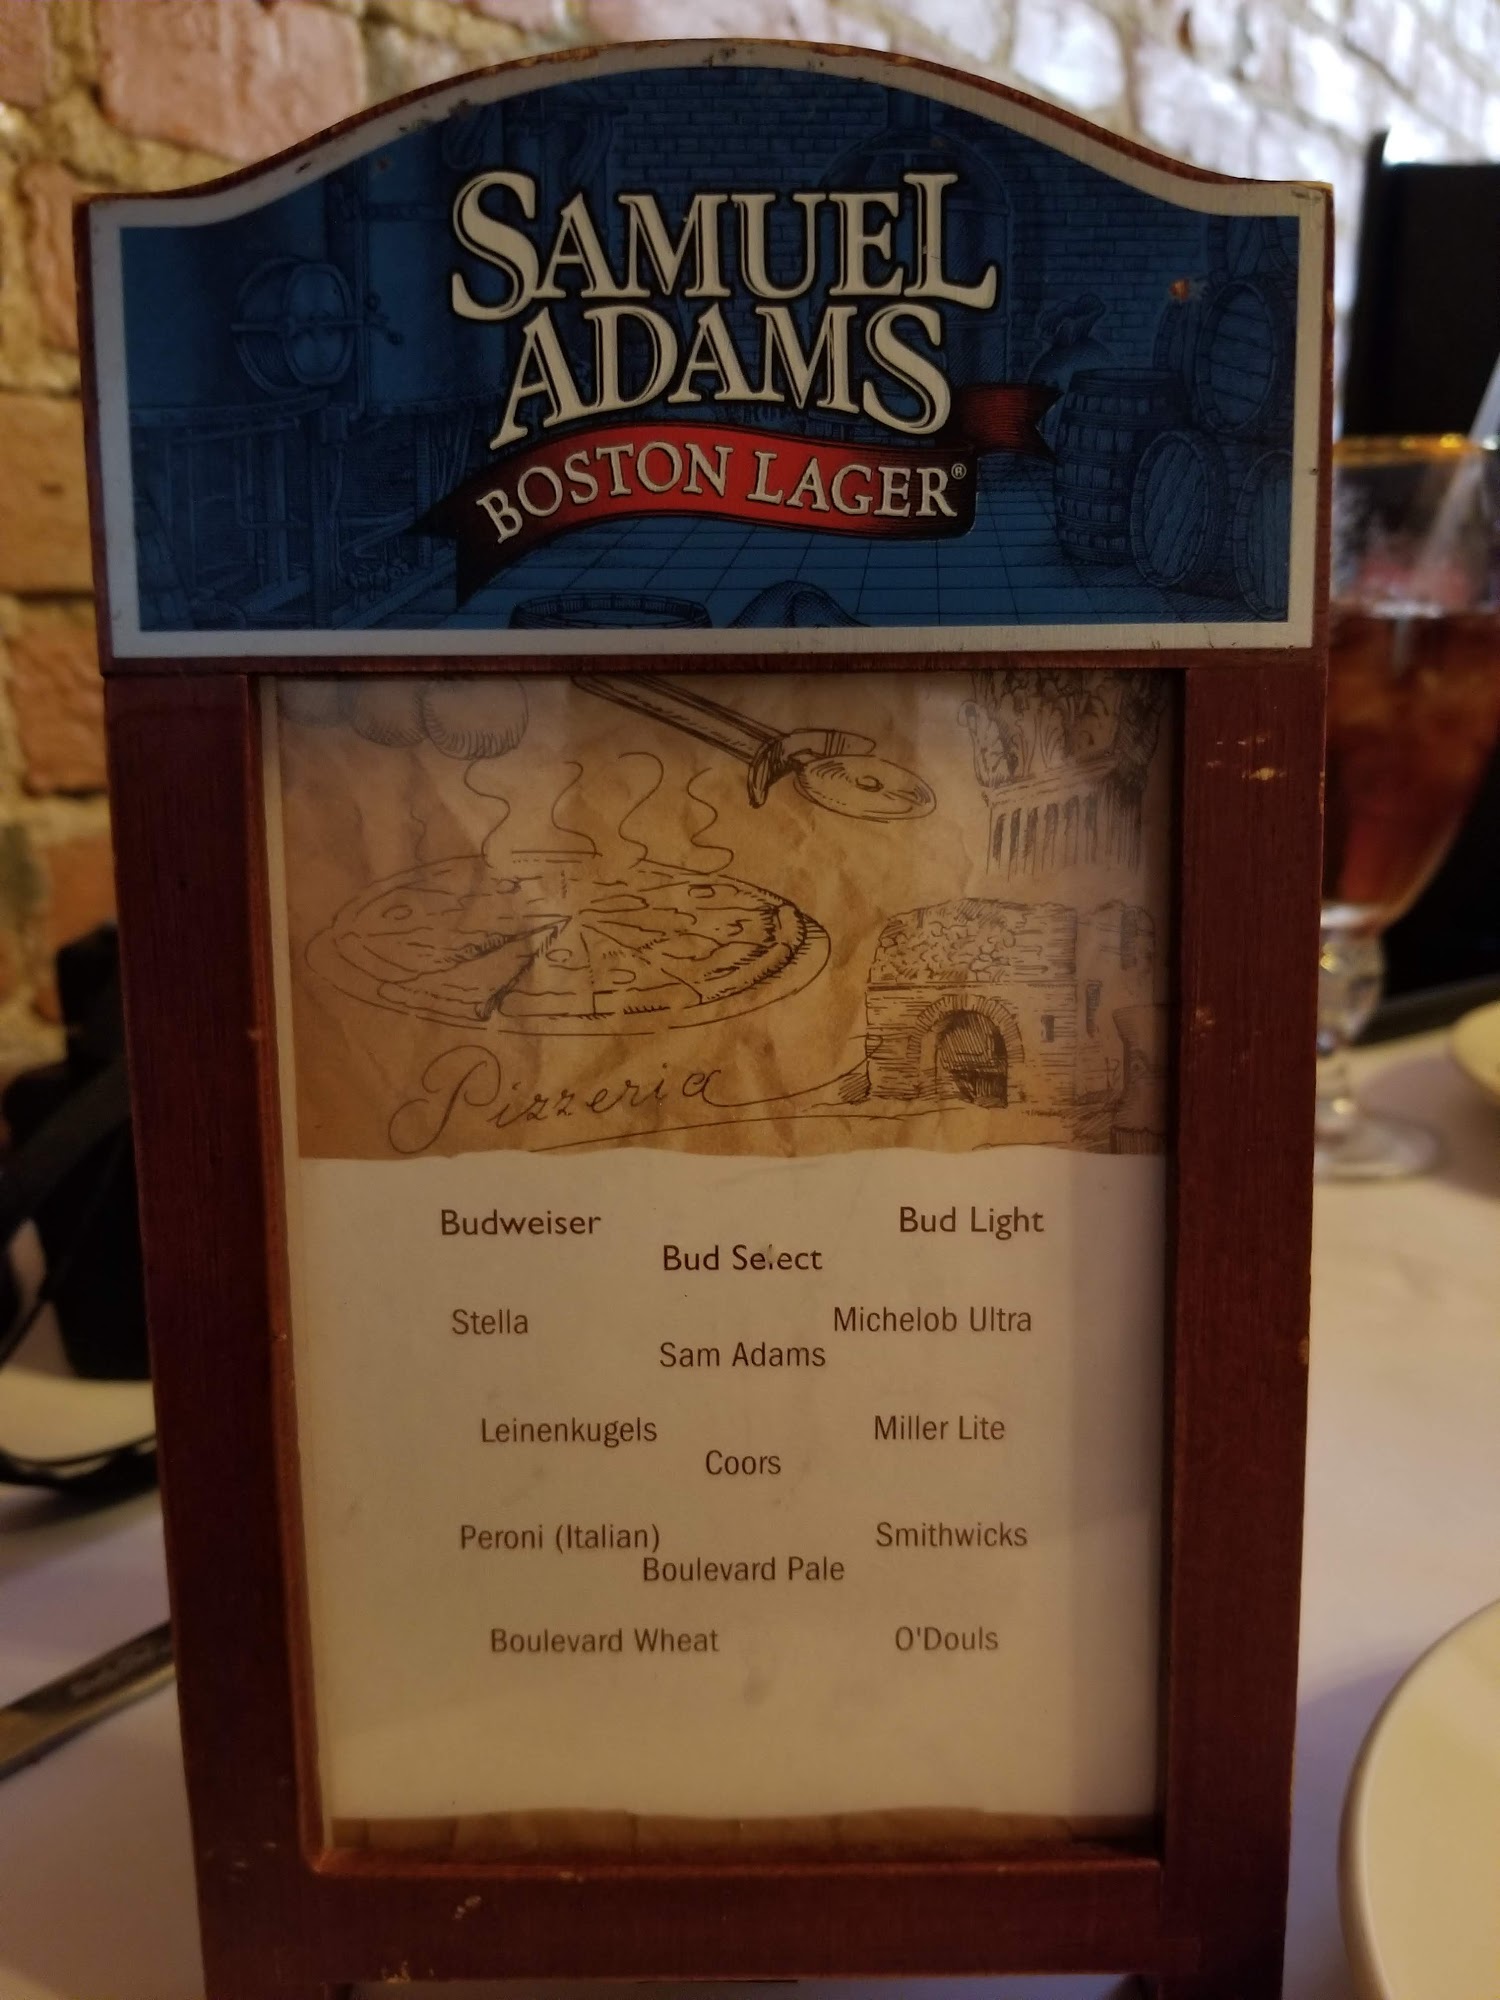 SAMUEL
ADAMS
BOSTON LAGER®
Pizzeria
Budweiser Bud Light
Bud Select
Stella Michelob Ultra
Sam Adams
Leinenkugels Miller Lite
Coors
Peroni (Italian) Smithwicks
Boulevard Pale
Boulevard Wheat O'Douls